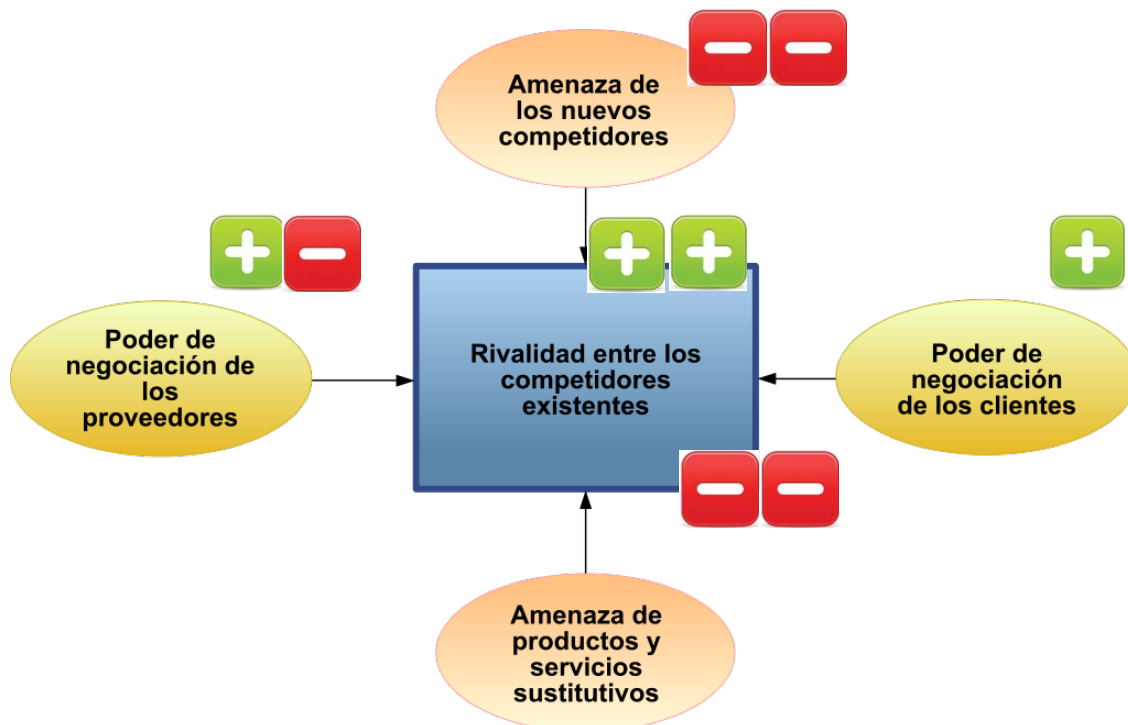 Amenaza de
los nuevos
competidores
Poder de
negociación de
los
proveedores
Rivalidad entre los
competidores
existentes
Poder de
negociación
de los clientes
Amenaza de
productos y
servicios
sustitutivos